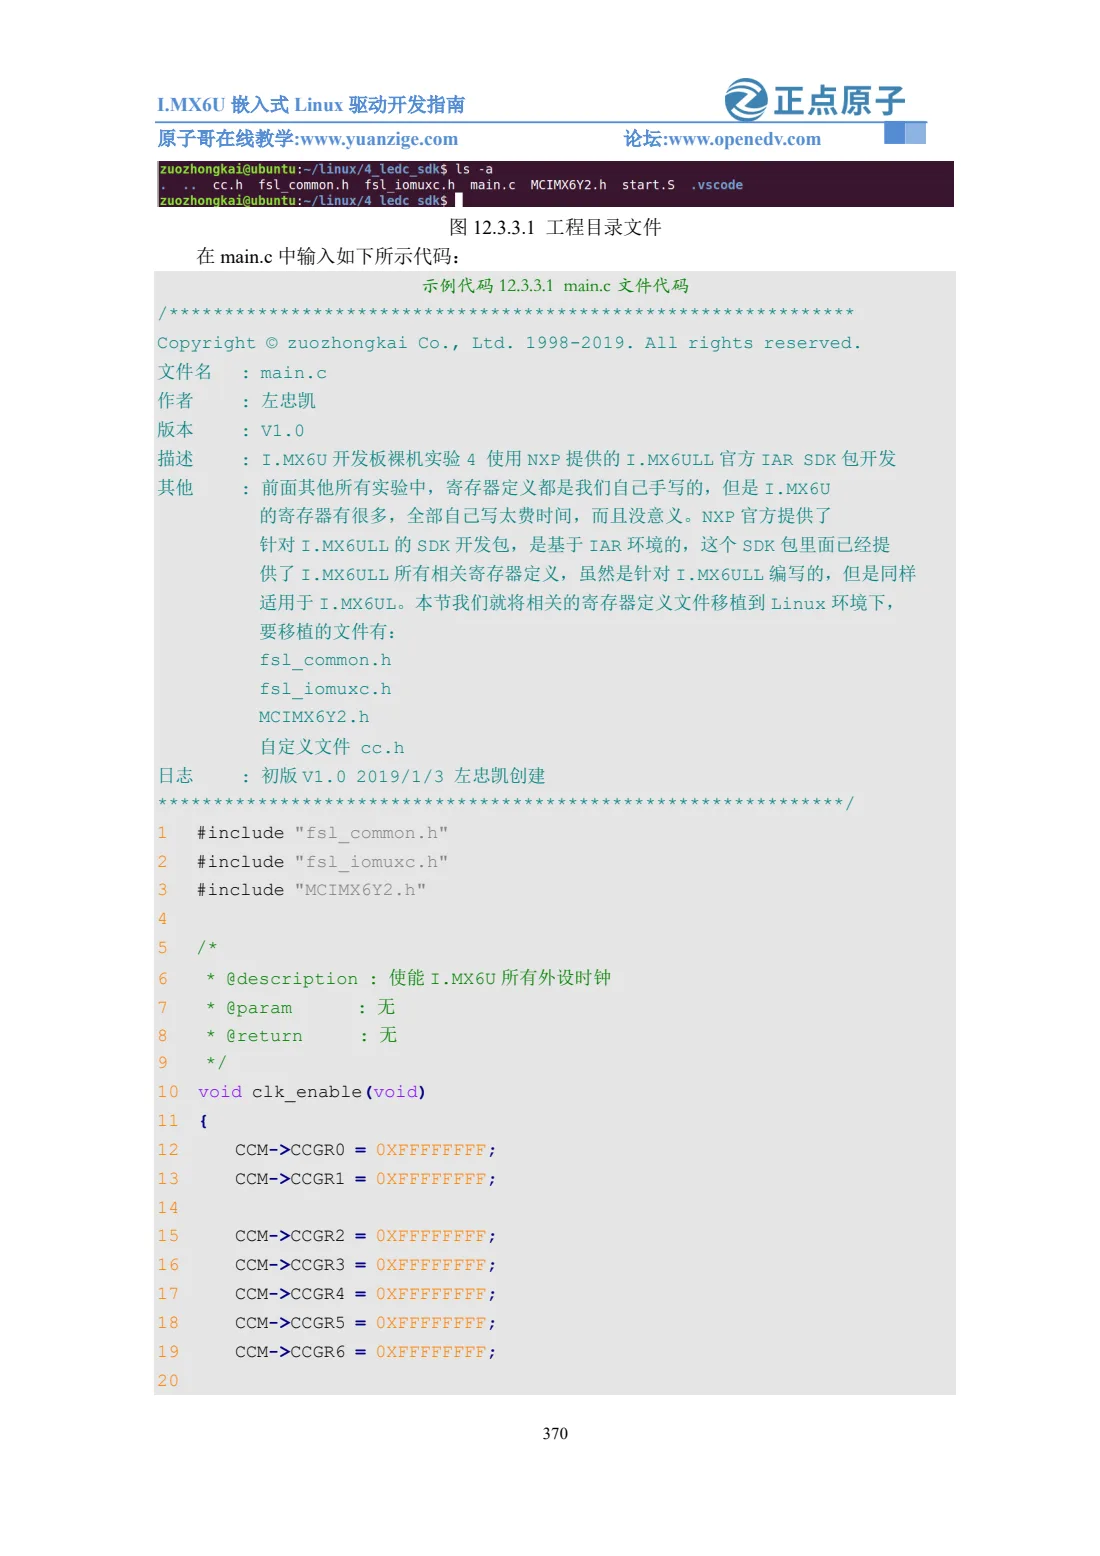 I.MX6U 嵌入式 Linux 驱动开发指南
正点原子
原子哥在线教学:www.yuanzige.com 论坛:www.openedv.com
zuozhongkai@ubuntu:~/linux/4_ledc_sdk$ ls -a
. .. cc.h fsl_common.h fsl_iomuxc.h main.c MCIMX6Y2.h start.S .vscode
zuozhongkai@ubuntu:~/linux/4_ledc_sdk$
图 12.3.3.1 工程目录文件
在 main.c 中输入如下所示代码：
示例代码 12.3.3.1 main.c 文件代码
/**************************************************************
Copyright © zuozhongkai Co., Ltd. 1998-2019. All rights reserved.
文件名 : main.c
作者 : 左忠凯
版本 : V1.0
描述 : I.MX6U 开发板裸机实验 4 使用 NXP 提供的 I.MX6ULL 官方 IAR SDK 包开发
其他 : 前面其他所有实验中，寄存器定义都是我们自己手写的，但是 I.MX6U
的寄存器有很多，全部自己写太费时间，而且没意义。NXP 官方提供了
针对 I.MX6ULL 的 SDK 开发包，是基于 IAR 环境的，这个 SDK 包里面已经提
供了 I.MX6ULL 所有相关寄存器定义，虽然是针对 I.MX6ULL 编写的，但是同样
适用于 I.MX6UL。本节我们就将相关的寄存器定义文件移植到 Linux 环境下，
要移植的文件有：
fsl_common.h
fsl_iomuxc.h
MCIMX6Y2.h
自定义文件 cc.h
日志 : 初版 V1.0 2019/1/3 左忠凯创建
**************************************************************/
1 #include "fsl_common.h"
2 #include "fsl_iomuxc.h"
3 #include "MCIMX6Y2.h"
4
5 /*
6 * @description : 使能 I.MX6U 所有外设时钟
7 * @param : 无
8 * @return : 无
9 */
10 void clk_enable(void)
11 {
12 CCM->CCGR0 = 0XFFFFFFFF;
13 CCM->CCGR1 = 0XFFFFFFFF;
14
15 CCM->CCGR2 = 0XFFFFFFFF;
16 CCM->CCGR3 = 0XFFFFFFFF;
17 CCM->CCGR4 = 0XFFFFFFFF;
18 CCM->CCGR5 = 0XFFFFFFFF;
19 CCM->CCGR6 = 0XFFFFFFFF;
20
370